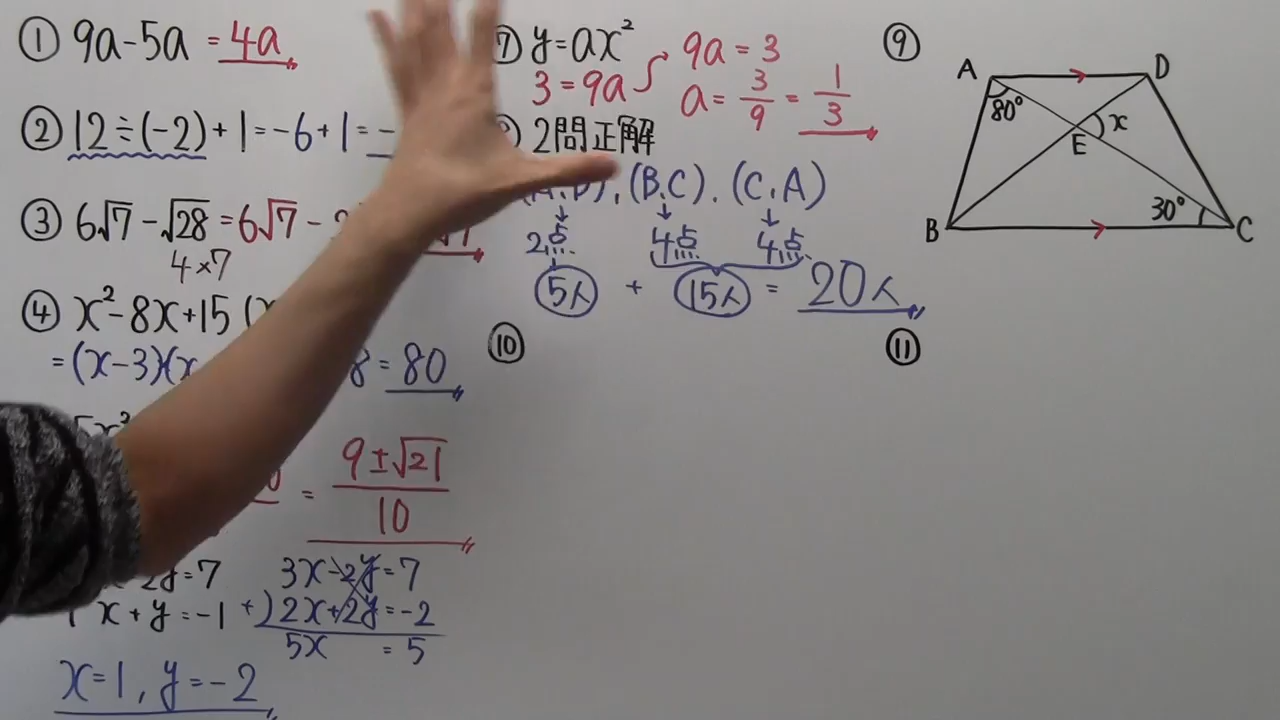 ① 9a-5a = 4a
② 12÷(-2)+1=-6+1=-
③ 6√7-√28=6√7-
4×7
④ x²-8x+15
=(x-3)(x
8=80
= 9±√21/10
2y=7
x+y=-1
3x-2y=7
+) 2x+2y=-2
5x =5
x=1, y=-2
⑦ y=ax²
3=9a
9a=3
a=3/9=1/3
2問正解
(B.C). (C.A)
2点 4点 4点
5人 + 15人 = 20人
⑩
⑨
A D
80°
E x
30°
B C
⑪